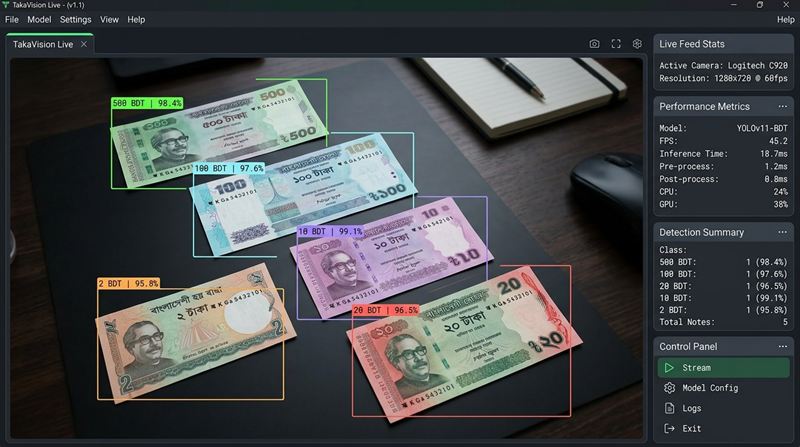 TakaVision Live - (v1.1)
File Model Settings View Help
Help
TakaVision Live
500 BDT | 98.4%
500
৫০০ টাকা
500
100 BDT | 97.6%
100
100
১০০ টাকা
৳১০০
10 BDT | 99.1%
10
১০ টাকা
2 BDT | 95.8%
২ টাকা
2
2
20 BDT | 96.5%
20
২০ টাকা
৳২০
Live Feed Stats
Active Camera: Logitech C920
Resolution: 1280x720 @ 60fps
Performance Metrics
Model: YOLOv11-BDT
FPS: 45.2
Inference Time: 18.7ms
Pre-process: 1.2ms
Post-process: 0.8ms
CPU: 24%
GPU: 38%
Detection Summary
Class:
500 BDT: 1 (98.4%)
100 BDT: 1 (97.6%)
20 BDT: 1 (96.5%)
10 BDT: 1 (99.1%)
2 BDT: 1 (95.8%)
Total Notes: 5
Control Panel
Stream
Model Config
Logs
Exit